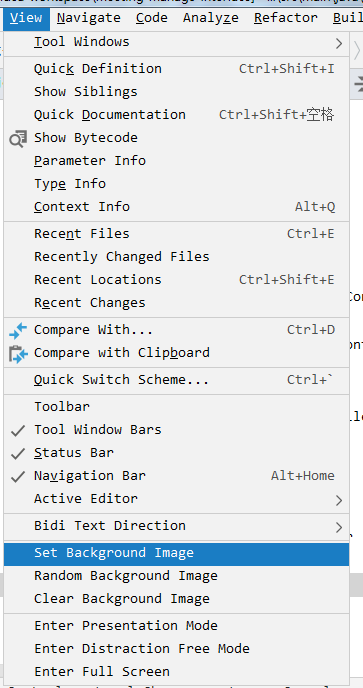 View Navigate Code Analyze Refactor
Tool Windows
Quick Definition Ctrl+Shift+I
Show Siblings
Quick Documentation Ctrl+Shift+空格
Show Bytecode
Parameter Info
Type Info
Context Info Alt+Q
Recent Files Ctrl+E
Recently Changed Files
Recent Locations Ctrl+Shift+E
Recent Changes
Compare With... Ctrl+D
Compare with Clipboard
Quick Switch Scheme... Ctrl+`
Toolbar
Tool Window Bars
Status Bar
Navigation Bar Alt+Home
Active Editor
Bidi Text Direction
Set Background Image
Random Background Image
Clear Background Image
Enter Presentation Mode
Enter Distraction Free Mode
Enter Full Screen